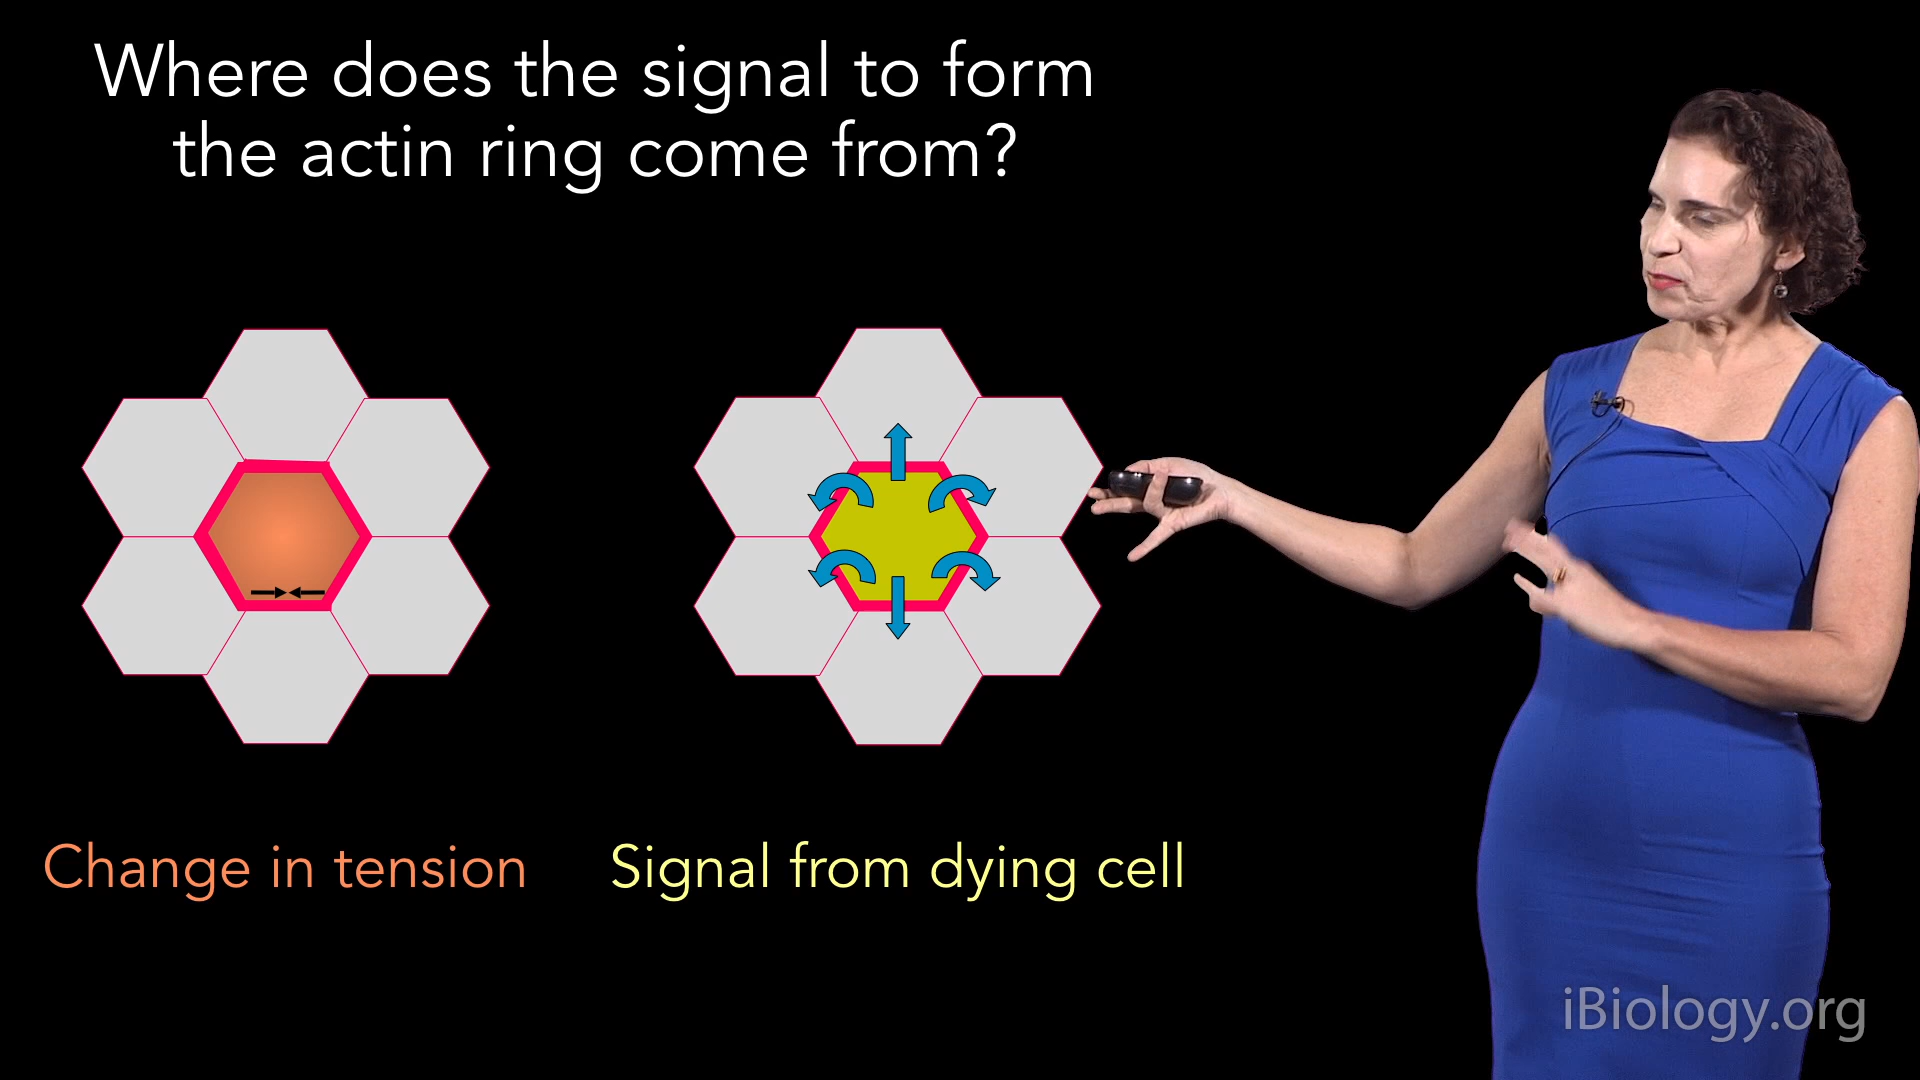 Where does the signal to form
the actin ring come from?
Change in tension
Signal from dying cell
iBiology.org